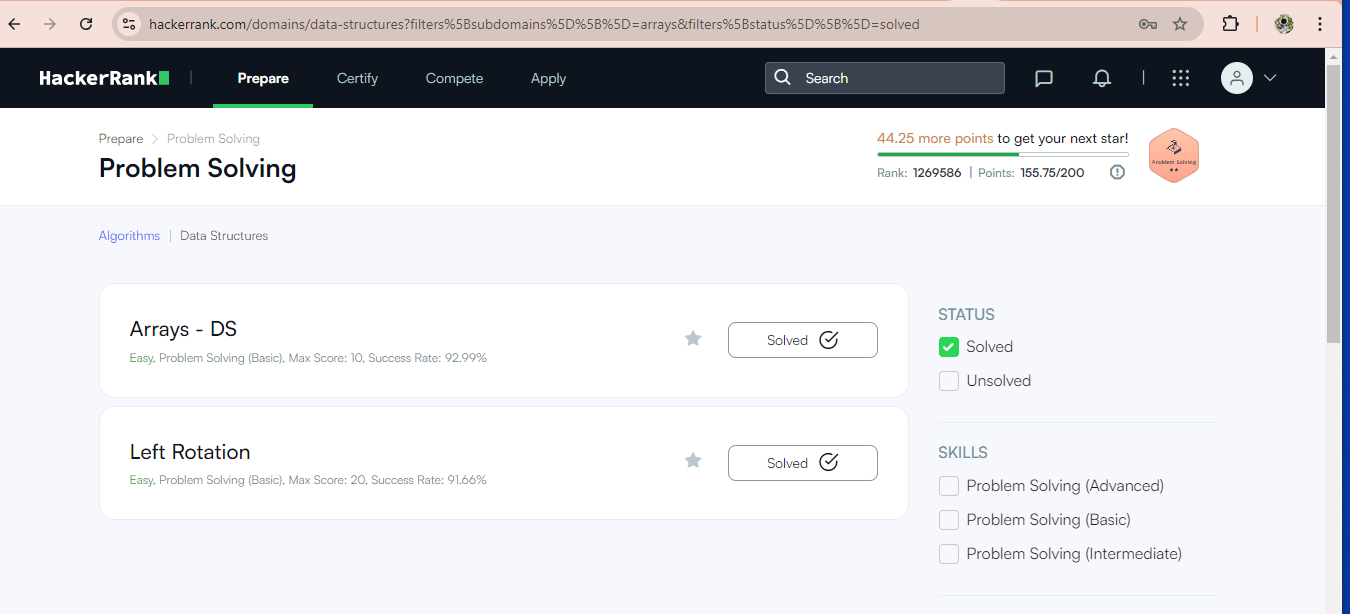 hackerrank.com/domains/data-structures?filters%5Bsubdomains%5D%5B%5D=arrays&filters%5Bstatus%5D%5B%5D=solved
HackerRank Prepare Certify Compete Apply Search
Prepare > Problem Solving
Problem Solving
44.25 more points to get your next star!
Rank: 1269586 | Points: 155.75/200
Problem Solving
Algorithms | Data Structures
Arrays - DS
Easy, Problem Solving (Basic), Max Score: 10, Success Rate: 92.99%
Solved
Left Rotation
Easy, Problem Solving (Basic), Max Score: 20, Success Rate: 91.66%
Solved
STATUS
Solved
Unsolved
SKILLS
Problem Solving (Advanced)
Problem Solving (Basic)
Problem Solving (Intermediate)